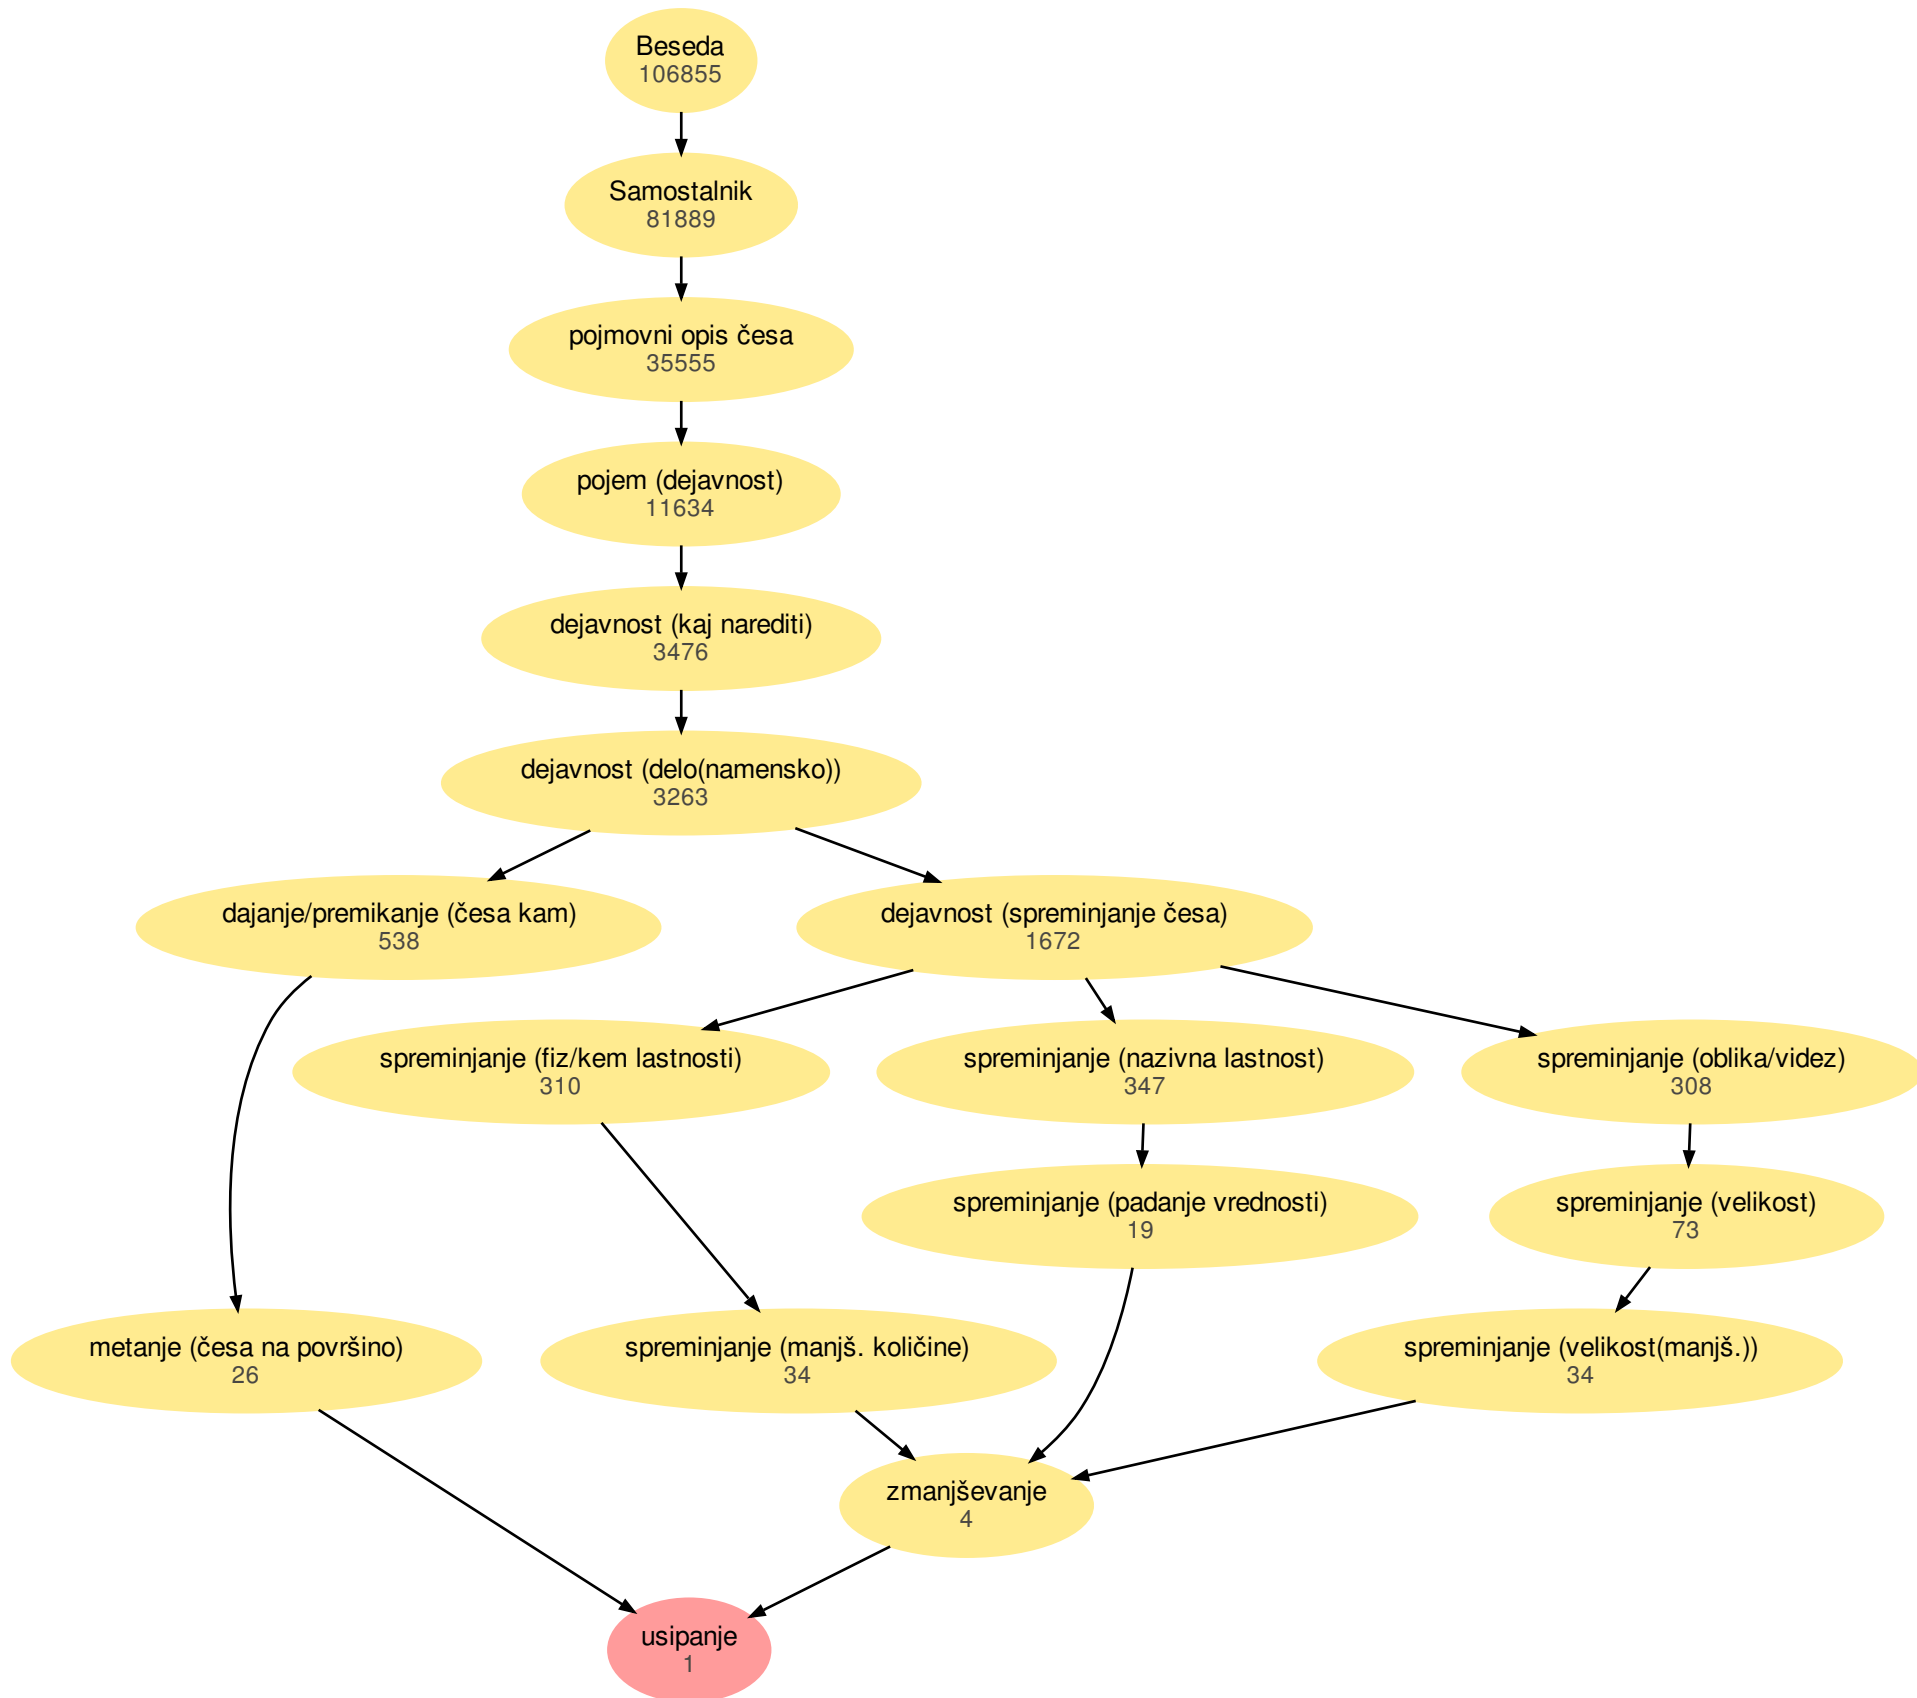 Beseda
106855
Samostalnik
81889
pojmovni opis česa
35555
pojem (dejavnost)
11634
dejavnost (kaj narediti)
3476
dejavnost (delo(namensko))
3263
dajanje/premikanje (česa kam)
538
dejavnost (spreminjanje česa)
1672
spreminjanje (fiz/kem lastnosti)
310
spreminjanje (nazivna lastnost)
347
spreminjanje (oblika/videz)
308
spreminjanje (padanje vrednosti)
19
spreminjanje (velikost)
73
metanje (česa na površino)
26
spreminjanje (manjš. količine)
34
spreminjanje (velikost(manjš.))
34
zmanjševanje
4
usipanje
1